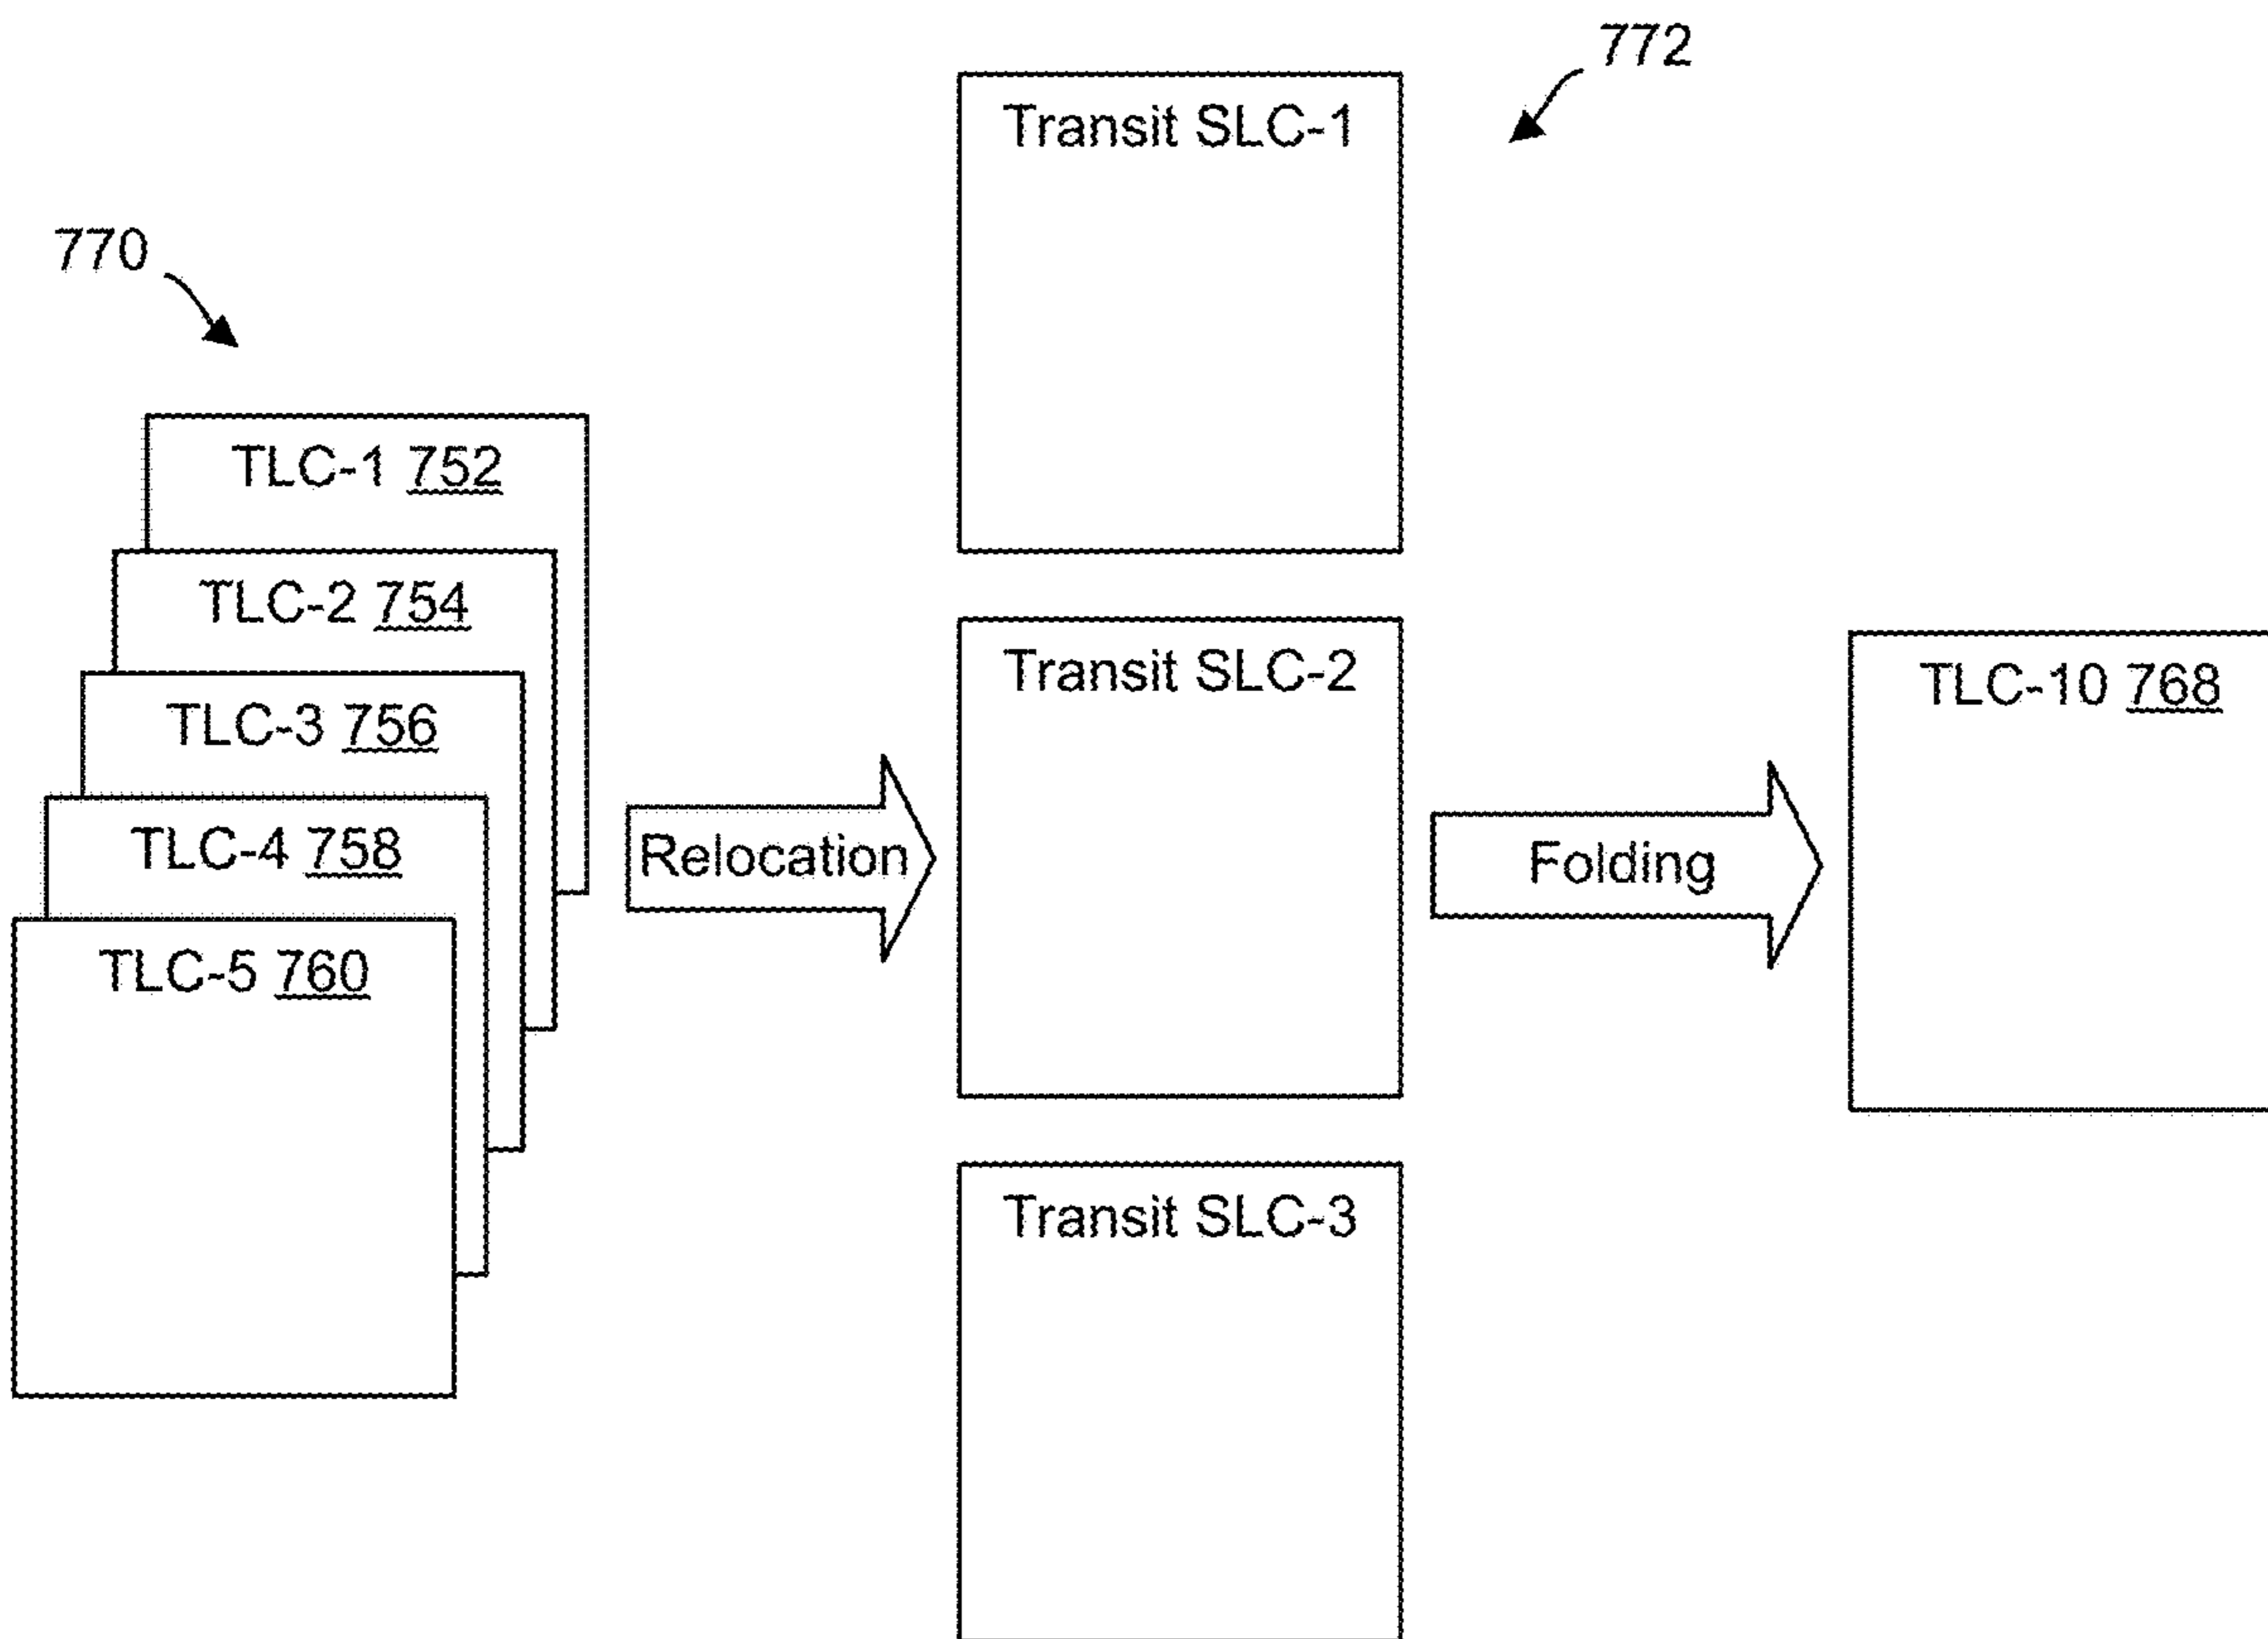 772
Transit SLC-1
770
TLC-1 752
TLC-2 754
TLC-3 756
TLC-4 758
TLC-5 760
Relocation
Transit SLC-2
Folding
TLC-10 768
Transit SLC-3